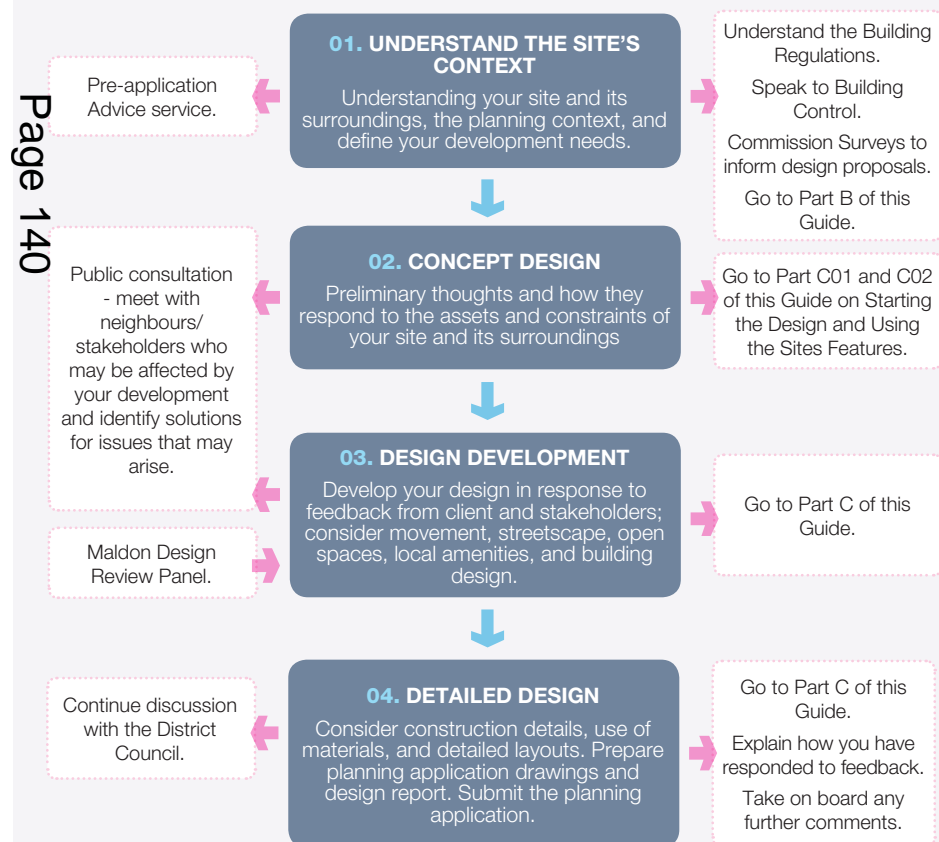 Page 140
01. UNDERSTAND THE SITE'S
CONTEXT
Understanding your site and its
surroundings, the planning context, and
define your development needs.
Pre-application
Advice service.
Understand the Building
Regulations.
Speak to Building
Control.
Commission Surveys to
inform design proposals.
Go to Part B of this
Guide.
02. CONCEPT DESIGN
Preliminary thoughts and how they
respond to the assets and constraints of
your site and its surroundings
Public consultation
- meet with
neighbours/
stakeholders who
may be affected by
your development
and identify solutions
for issues that may
arise.
Go to Part C01 and C02
of this Guide on Starting
the Design and Using
the Sites Features.
03. DESIGN DEVELOPMENT
Develop your design in response to
feedback from client and stakeholders;
consider movement, streetscape, open
spaces, local amenities, and building
design.
Maldon Design
Review Panel.
Go to Part C of this
Guide.
04. DETAILED DESIGN
Consider construction details, use of
materials, and detailed layouts. Prepare
planning application drawings and
design report. Submit the planning
application.
Continue discussion
with the District
Council.
Go to Part C of this
Guide.
Explain how you have
responded to feedback.
Take on board any
further comments.